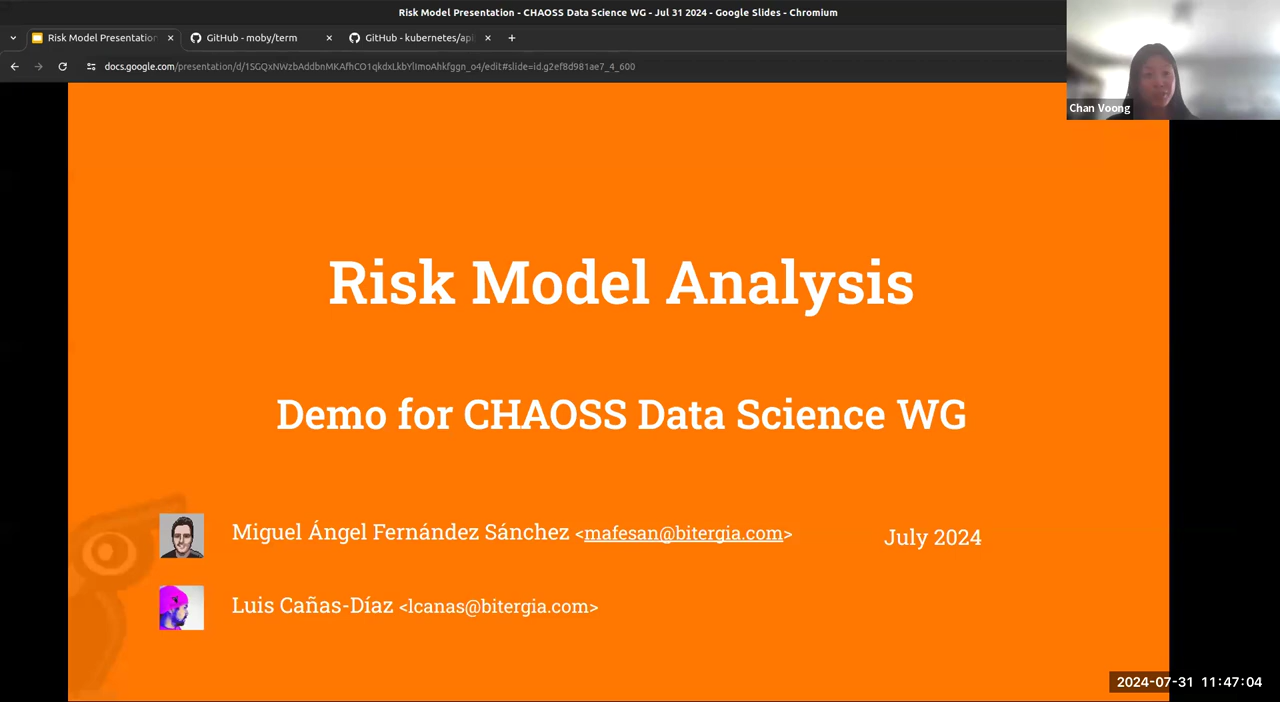 Risk Model Presentation - CHAOSS Data Science WG - Jul 31 2024 - Google Slides - Chromium
Risk Model Presentation
GitHub - moby/term
GitHub - kubernetes/api
docs.google.com/presentation/d/1SGQxNWzbAddbnMKAfhCO1qkdxLkbYlImoAhkfggn_o4/edit#slide=id.g2ef8d981ae7_4_600
Chan Voong
Risk Model Analysis
Demo for CHAOSS Data Science WG
Miguel Ángel Fernández Sánchez <mafesan@bitergia.com>
July 2024
Luis Cañas-Díaz <lcanas@bitergia.com>
2024-07-31 11:47:04